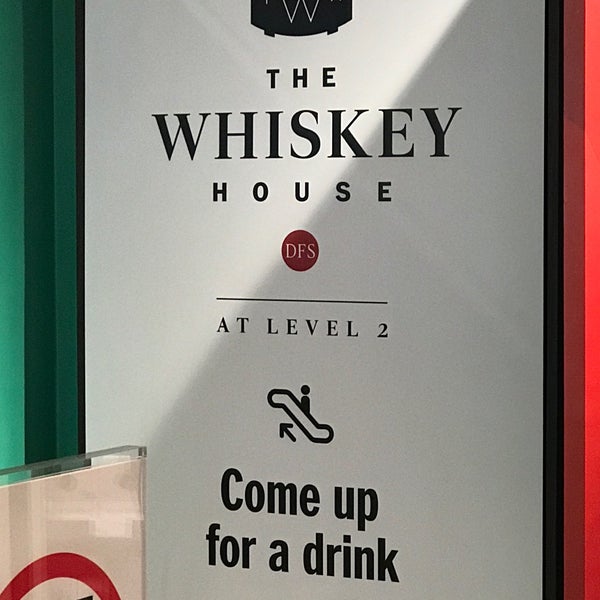 W
THE
WHISKEY
HOUSE
DFS
AT LEVEL 2
Come up
for a drink